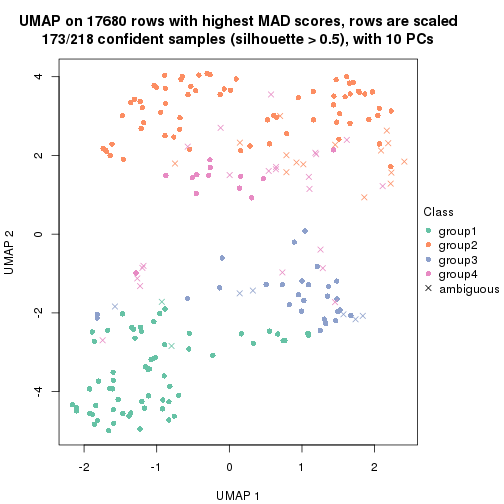 UMAP on 17680 rows with highest MAD scores, rows are scaled
173/218 confident samples (silhouette > 0.5), with 10 PCs
4
2
0
-2
-4
UMAP 2
-2
-1
0
1
2
UMAP 1
Class
group1
group2
group3
group4
ambiguous